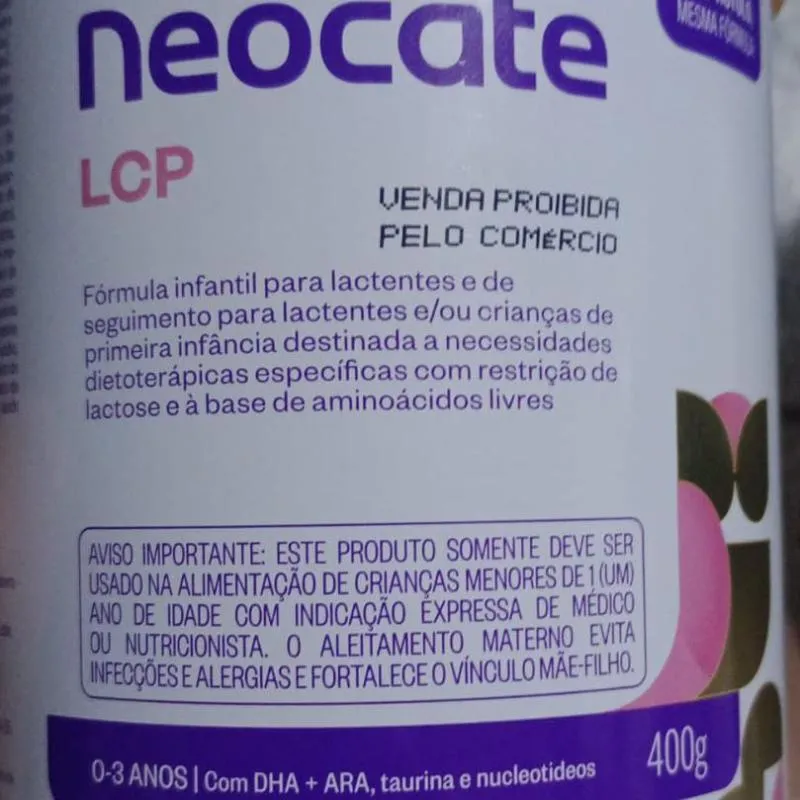 MESMA FÓRMULA
neocate
LCP
VENDA PROIBIDA
PELO COMÉRCIO
Fórmula infantil para lactentes e de
seguimento para lactentes e/ou crianças de
primeira infância destinada a necessidades
dietoterápicas específicas com restrição de
lactose e à base de aminoácidos livres
AVISO IMPORTANTE: ESTE PRODUTO SOMENTE DEVE SER
USADO NA ALIMENTAÇÃO DE CRIANÇAS MENORES DE 1 (UM)
ANO DE IDADE COM INDICAÇÃO EXPRESSA DE MÉDICO
OU NUTRICIONISTA. O ALEITAMENTO MATERNO EVITA
INFECÇÕES E ALERGIAS E FORTALECE O VÍNCULO MÃE-FILHO.
0-3 ANOS | Com DHA + ARA, taurina e nucleotídeos
400g